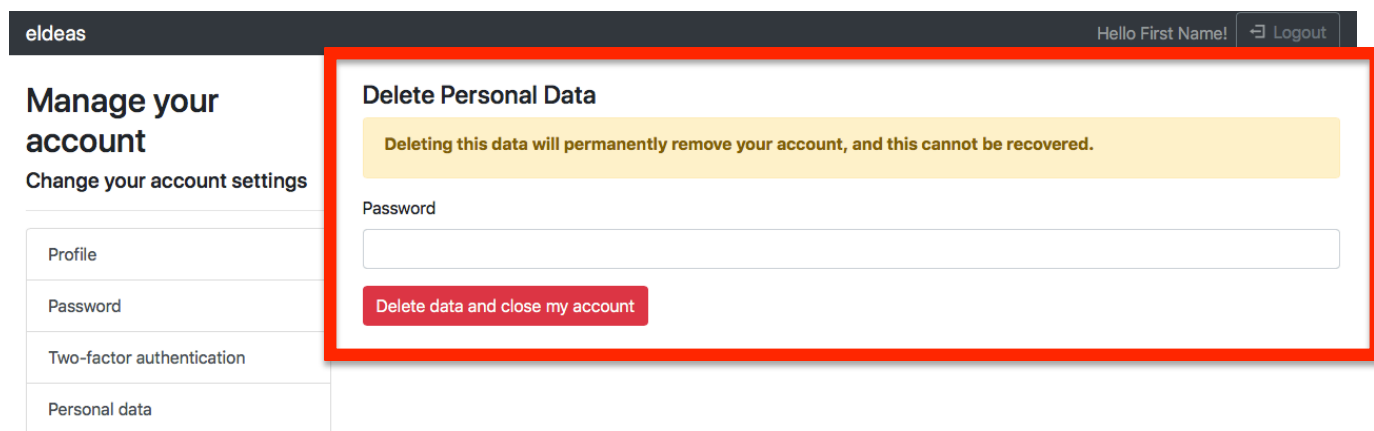 eIdeas
Hello First Name!
Logout
Manage your
account
Change your account settings
Profile
Password
Two-factor authentication
Personal data
Delete Personal Data
Deleting this data will permanently remove your account, and this cannot be recovered.
Password
Delete data and close my account